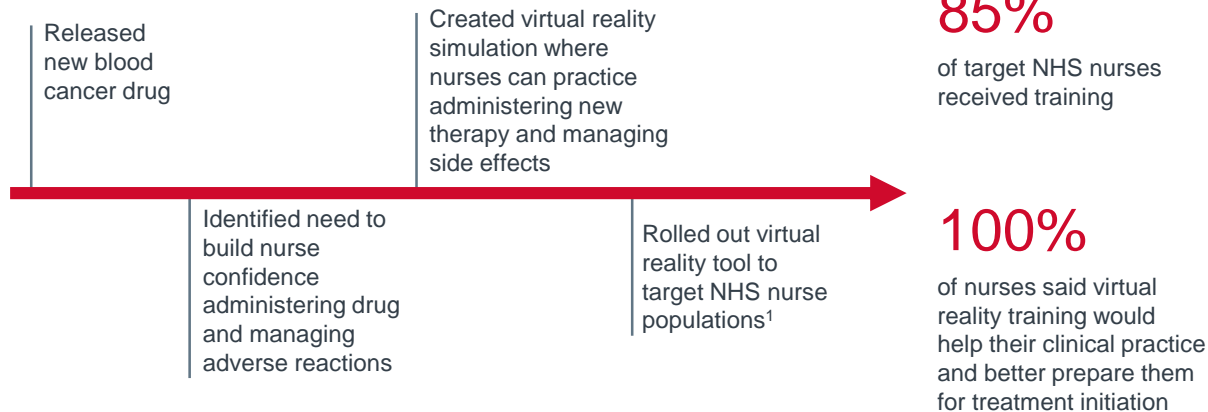 Released
new blood
cancer drug
Identified need to
build nurse
confidence
administering drug
and managing
adverse reactions
Created virtual reality
simulation where
nurses can practice
administering new
therapy and managing
side effects
Rolled out virtual
reality tool to
target NHS nurse
populations¹
85%
of target NHS nurses
received training
100%
of nurses said virtual
reality training would
help their clinical practice
and better prepare them
for treatment initiation